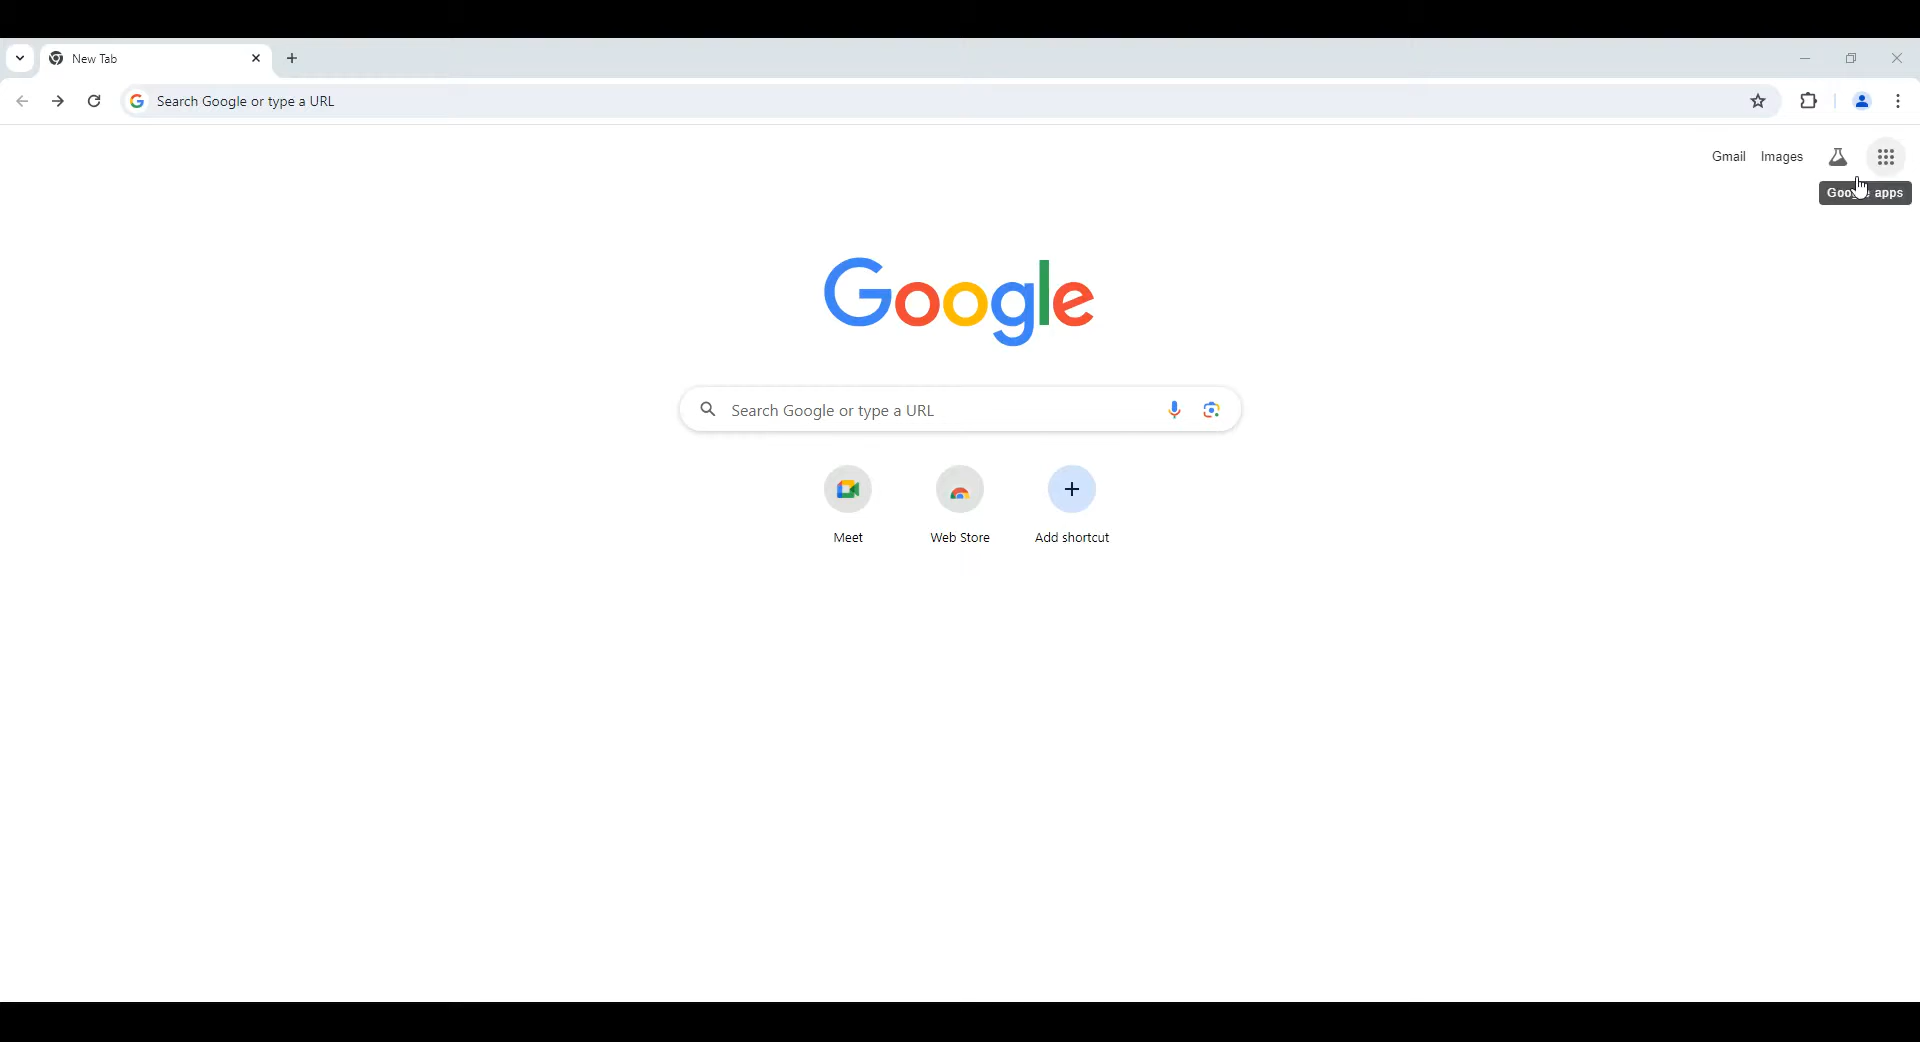 New Tab
Search Google or type a URL
Gmail Images
apps
Google
Search Google or type a URL
Meet Web Store Add shortcut